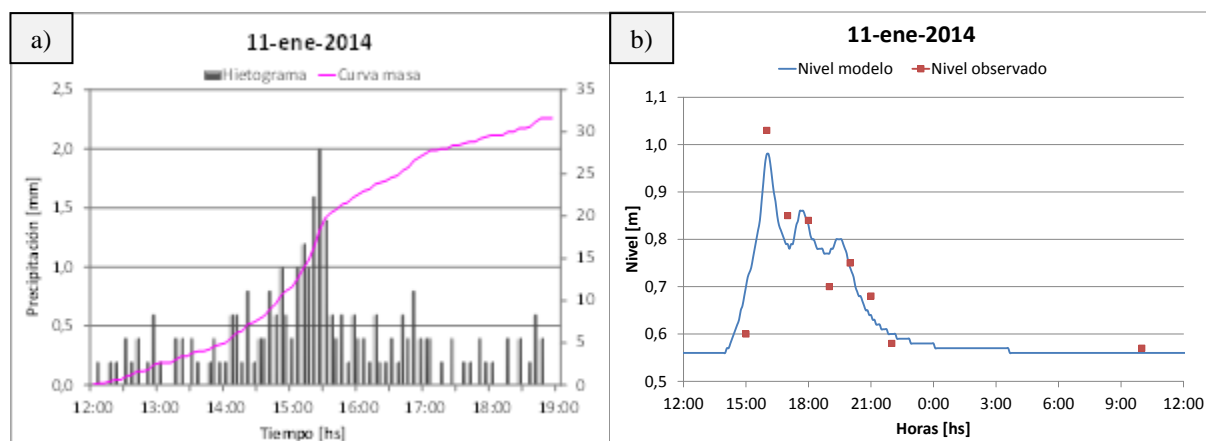 a)
11-ene-2014
Hietograma Curva masa
Precipitación [mm]
2,5
2,0
1,5
1,0
0,5
0,0
35
30
25
20
15
10
5
0
12:00 13:00 14:00 15:00 16:00 17:00 18:00 19:00
Tiempo [hs]
b)
11-ene-2014
Nivel modelo Nivel observado
Nivel [m]
1,1
1,0
0,9
0,8
0,7
0,6
0,5
12:00 15:00 18:00 21:00 0:00 3:00 6:00 9:00 12:00
Horas [hs]